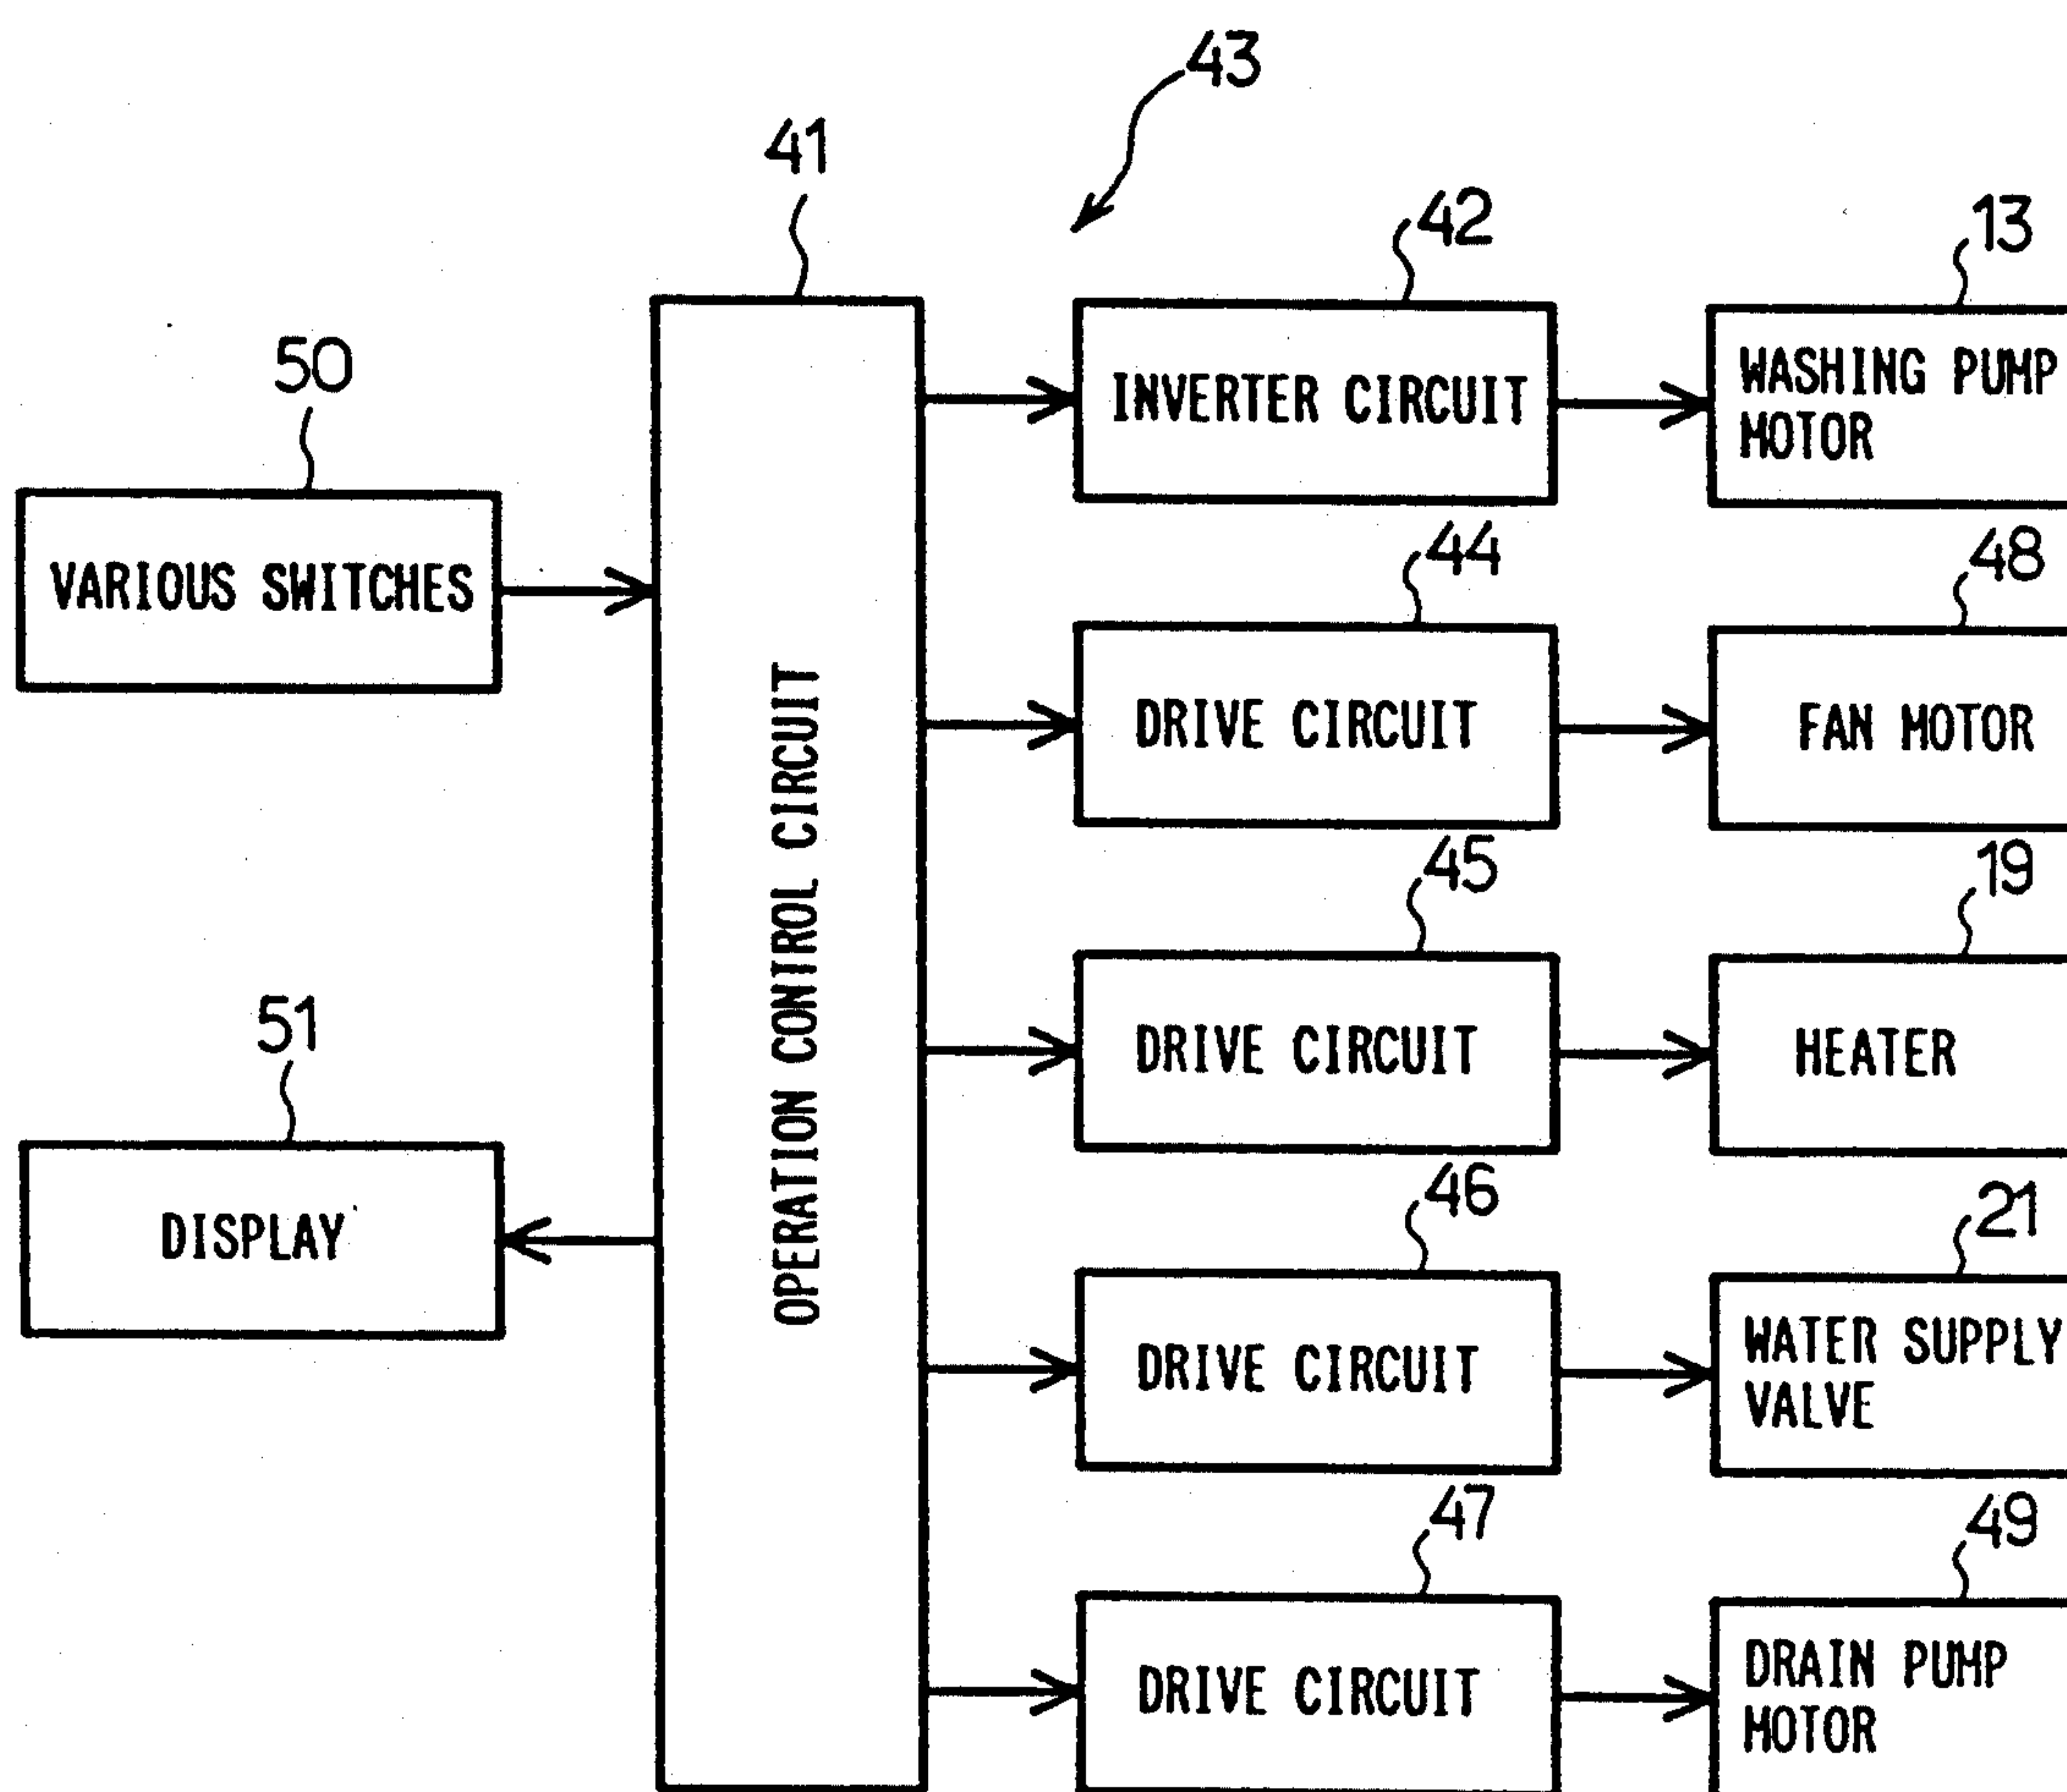 43
41
42
13
50
INVERTER CIRCUIT
WASHING PUMP
MOTOR
VARIOUS SWITCHES
44
48
DRIVE CIRCUIT
FAN MOTOR
OPERATION CONTROL CIRCUIT
45
19
51
DRIVE CIRCUIT
HEATER
DISPLAY
46
21
DRIVE CIRCUIT
WATER SUPPLY
VALVE
47
49
DRIVE CIRCUIT
DRAIN PUMP
MOTOR